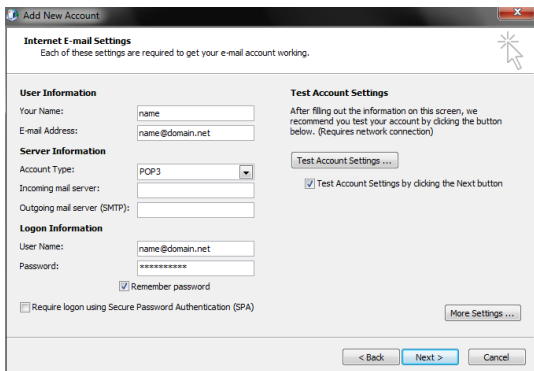 Add New Account
Internet E-mail Settings
Each of these settings are required to get your e-mail account working.
User Information
Your Name: name
E-mail Address: name@domain.net
Server Information
Account Type: POP3
Incoming mail server:
Outgoing mail server (SMTP):
Logon Information
User Name: name@domain.net
Password: **********
Remember password
Require logon using Secure Password Authentication (SPA)
Test Account Settings
After filling out the information on this screen, we
recommend you test your account by clicking the button
below. (Requires network connection)
Test Account Settings ...
Test Account Settings by clicking the Next button
More Settings ...
< Back Next > Cancel